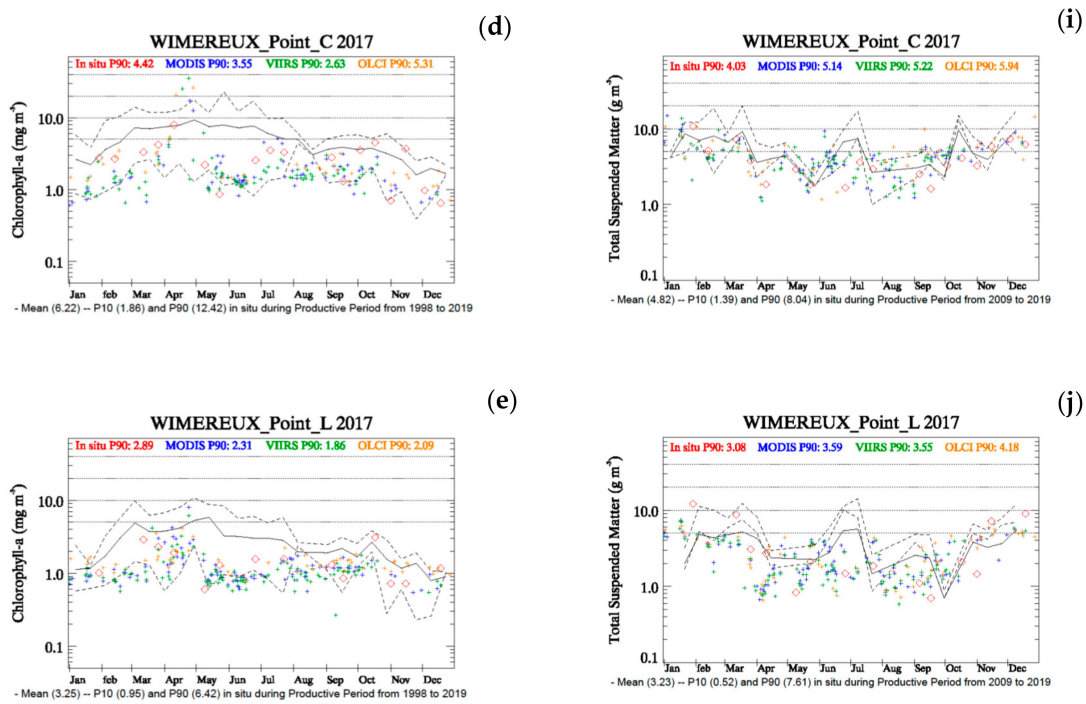 (d)
WIMEREUX_Point_C 2017
In situ P90: 4.42 MODIS P90: 3.55 VIIRS P90: 2.63 OLCI P90: 5.31
Chlorophyll-a (mg m⁻³)
10.0
1.0
0.1
Jan feb Mar Apr May Jun Jul Aug Sep Oct Nov Dec
- Mean (6.22) -- P10 (1.86) and P90 (12.42) in situ during Productive Period from 1998 to 2019
(i)
WIMEREUX_Point_C 2017
In situ P90: 4.03 MODIS P90: 5.14 VIIRS P90: 5.22 OLCI P90: 5.94
Total Suspended Matter (g m⁻³)
10.0
1.0
0.1
Jan feb Mar Apr May Jun Jul Aug Sep Oct Nov Dec
- Mean (4.82) -- P10 (1.39) and P90 (8.04) in situ during Productive Period from 2009 to 2019
(e)
WIMEREUX_Point_L 2017
In situ P90: 2.89 MODIS P90: 2.31 VIIRS P90: 1.86 OLCI P90: 2.09
Chlorophyll-a (mg m⁻³)
10.0
1.0
0.1
Jan feb Mar Apr May Jun Jul Aug Sep Oct Nov Dec
- Mean (3.25) -- P10 (0.95) and P90 (6.42) in situ during Productive Period from 1998 to 2019
(j)
WIMEREUX_Point_L 2017
In situ P90: 3.08 MODIS P90: 3.59 VIIRS P90: 3.55 OLCI P90: 4.18
Total Suspended Matter (g m⁻³)
10.0
1.0
0.1
Jan feb Mar Apr May Jun Jul Aug Sep Oct Nov Dec
- Mean (3.23) -- P10 (0.52) and P90 (7.61) in situ during Productive Period from 2009 to 2019